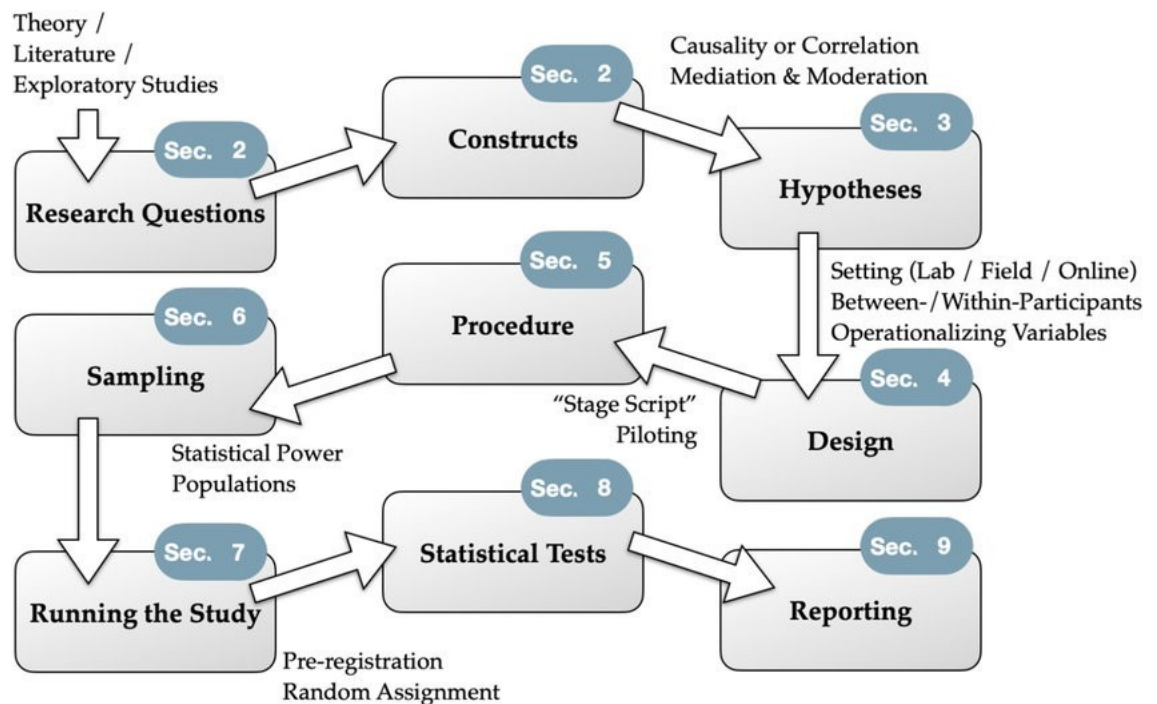 Theory /
Literature /
Exploratory Studies
Sec. 2
Research Questions
Sec. 2
Constructs
Causality or Correlation
Mediation & Moderation
Sec. 3
Hypotheses
Setting (Lab / Field / Online)
Between-/Within-Participants
Operationalizing Variables
Sec. 4
Design
"Stage Script"
Piloting
Sec. 5
Procedure
Sec. 6
Sampling
Statistical Power
Populations
Sec. 7
Running the Study
Pre-registration
Random Assignment
Sec. 8
Statistical Tests
Sec. 9
Reporting